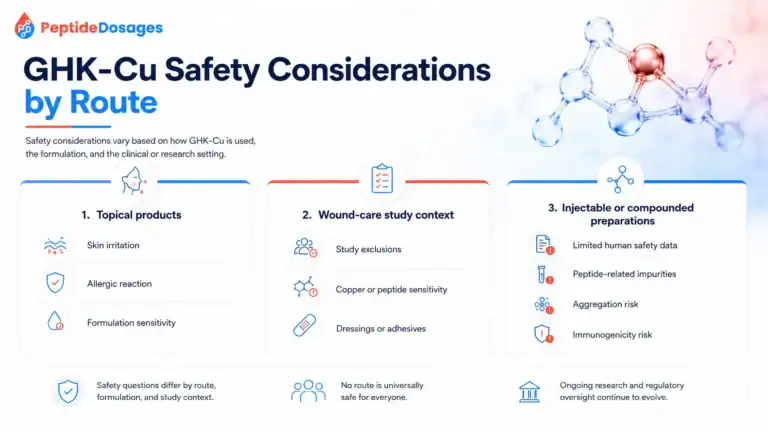 PeptideDosages
GHK-Cu Safety Considerations
by Route
Safety considerations vary based on how GHK-Cu is used,
the formulation, and the clinical or research setting.
1. Topical products
Skin irritation
Allergic reaction
Formulation sensitivity
2. Wound-care study context
Study exclusions
Copper or peptide sensitivity
Dressings or adhesives
3. Injectable or compounded
preparations
Limited human safety data
Peptide-related impurities
Aggregation risk
Immunogenicity risk
Safety questions differ by route,
formulation, and study context.
No route is universally
safe for everyone.
Ongoing research and regulatory
oversight continue to evolve.